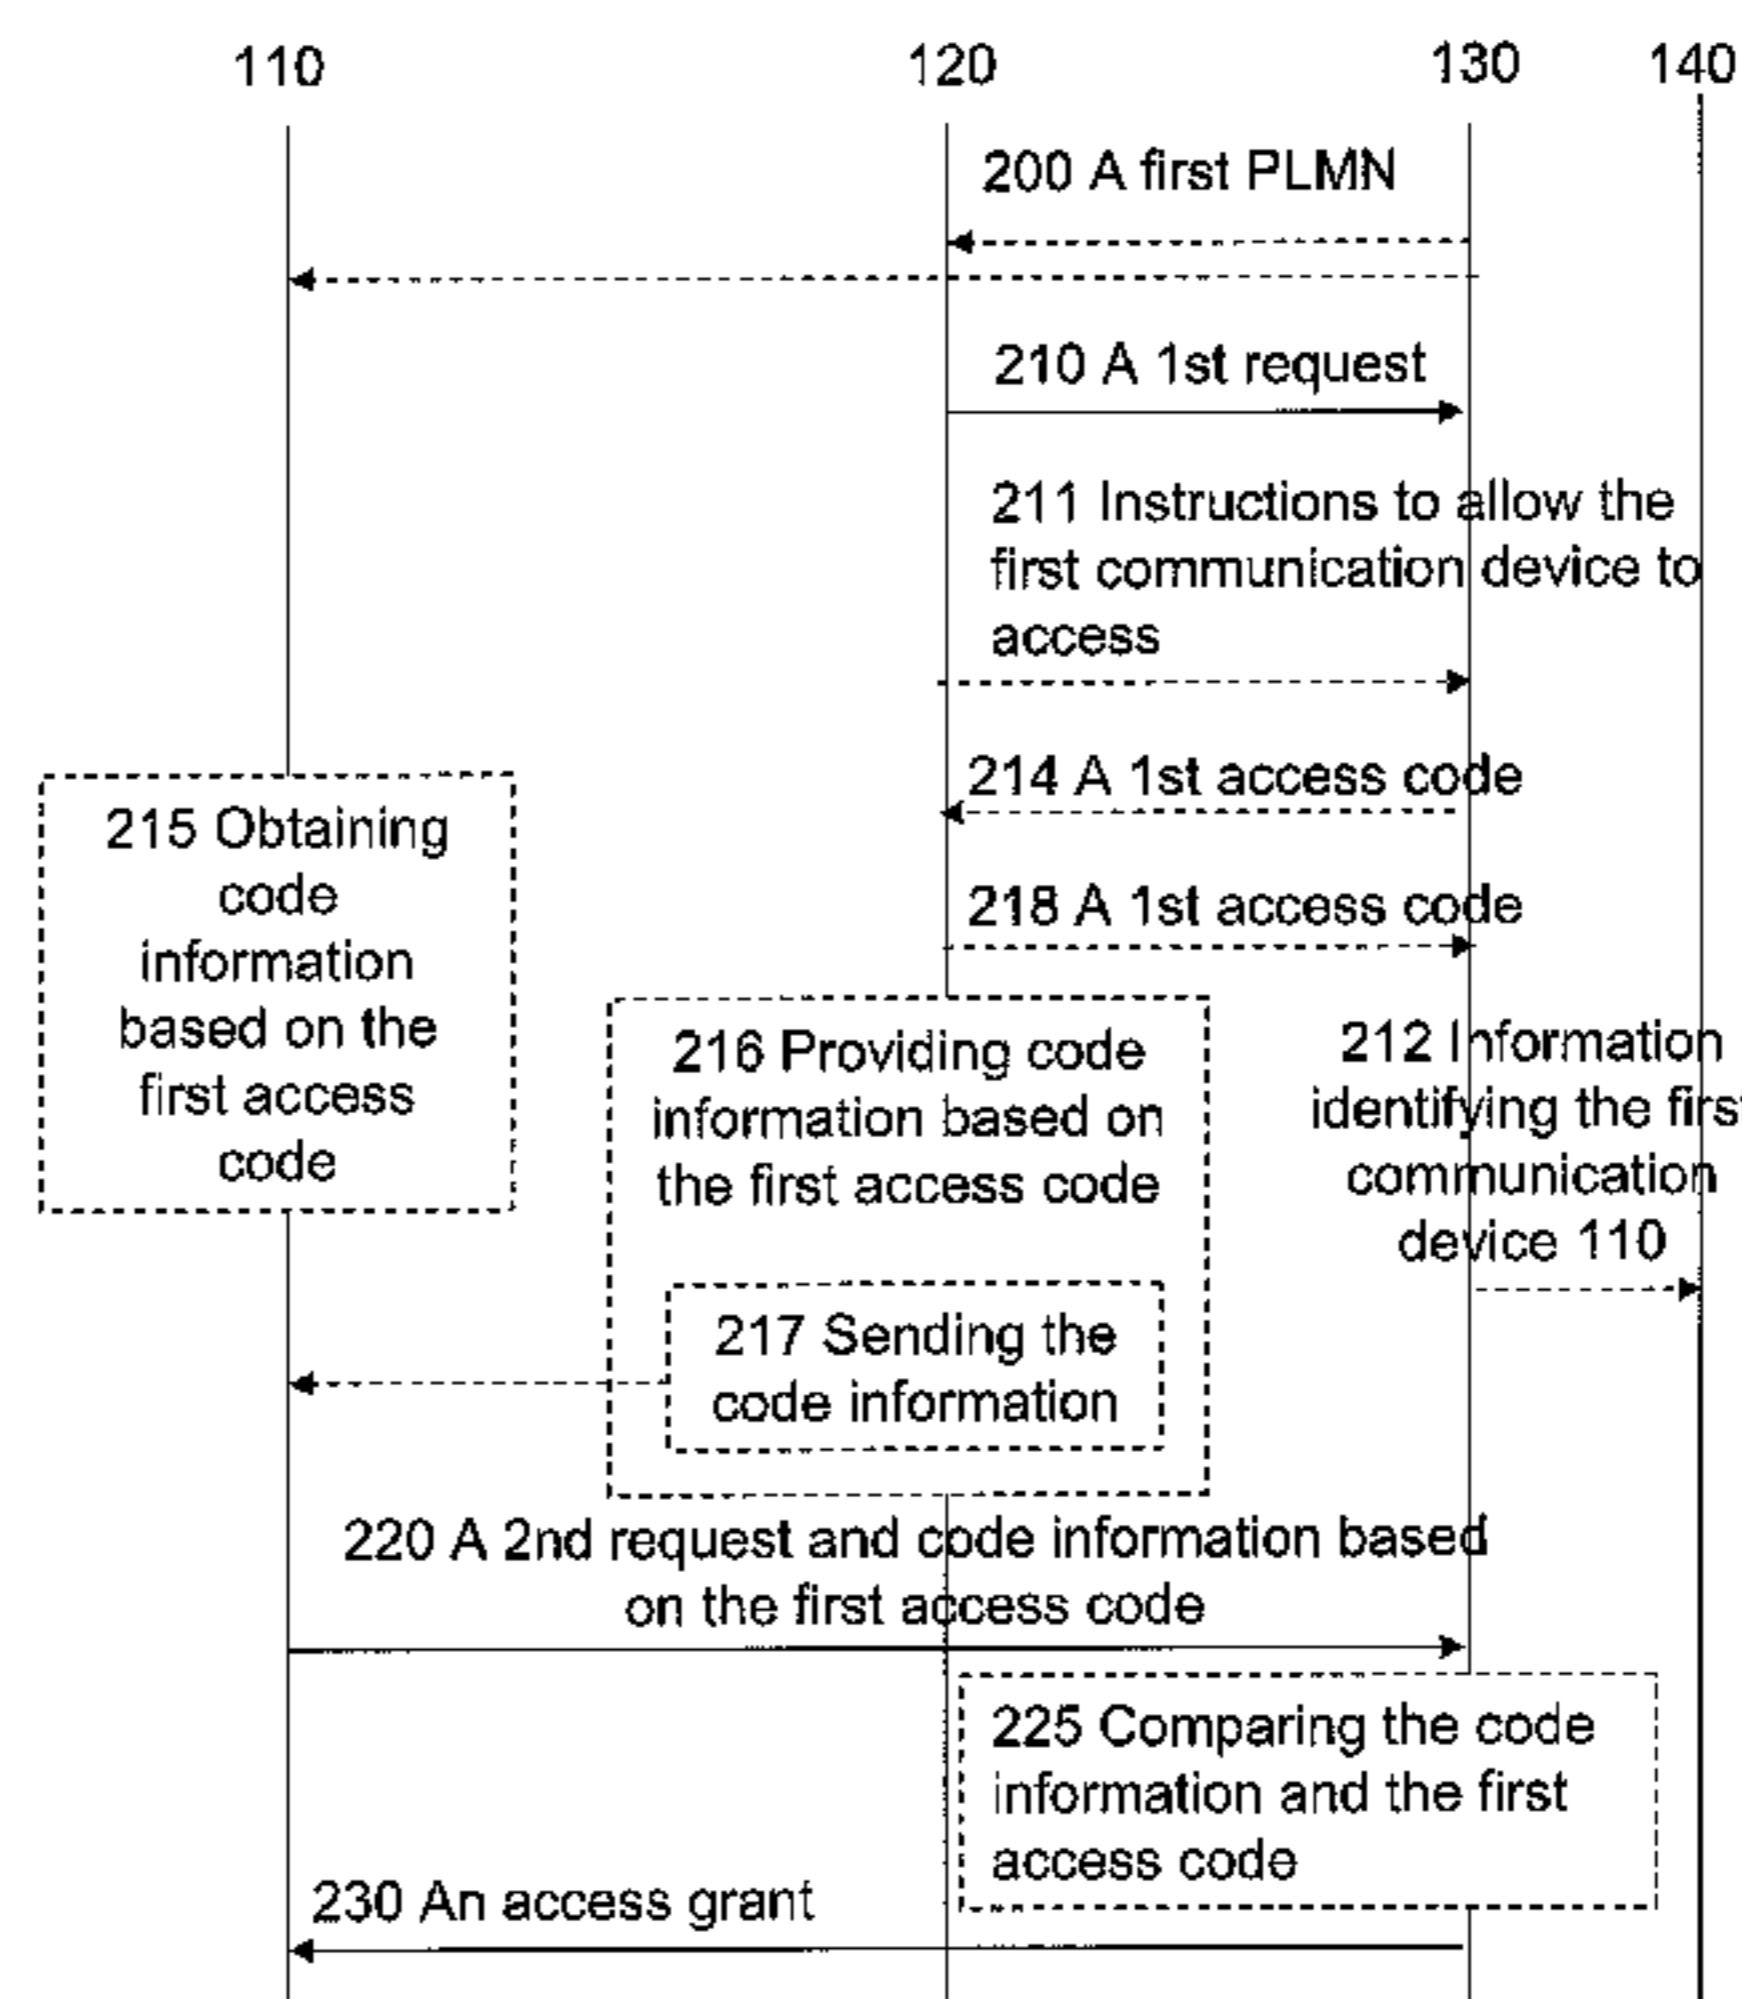 110
120
130
140
200 A first PLMN
210 A 1st request
211 Instructions to allow the
first communication device to
access
214 A 1st access code
215 Obtaining
code
information
based on the
first access
code
218 A 1st access code
216 Providing code
information based on
the first access code
212 Information
identifying the first
communication
device 110
217 Sending the
code information
220 A 2nd request and code information based
on the first access code
225 Comparing the code
information and the first
access code
230 An access grant